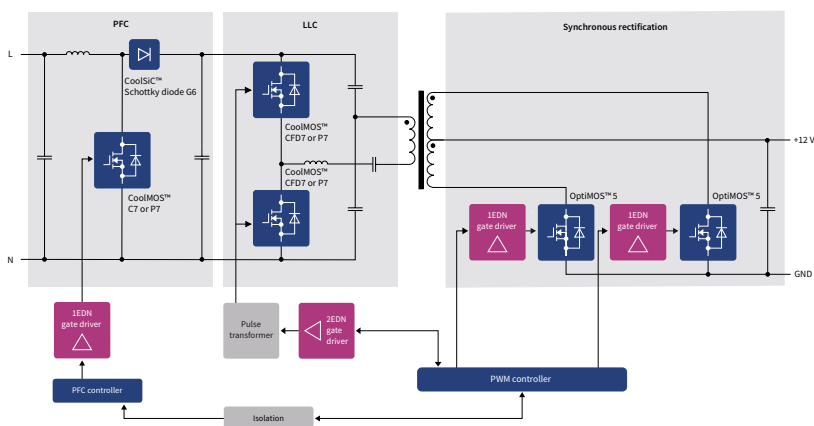 PFC
LLC
Synchronous rectification
L
CoolSiC™
Schottky diode G6
CoolMOS™
C7 or P7
CoolMOS™
CFD7 or P7
CoolMOS™
CFD7 or P7
N
+12 V
OptiMOS™ 5
OptiMOS™ 5
1EDN
gate driver
1EDN
gate driver
GND
1EDN
gate driver
Pulse
transformer
2EDN
gate
driver
PFC controller
PWM controller
Isolation